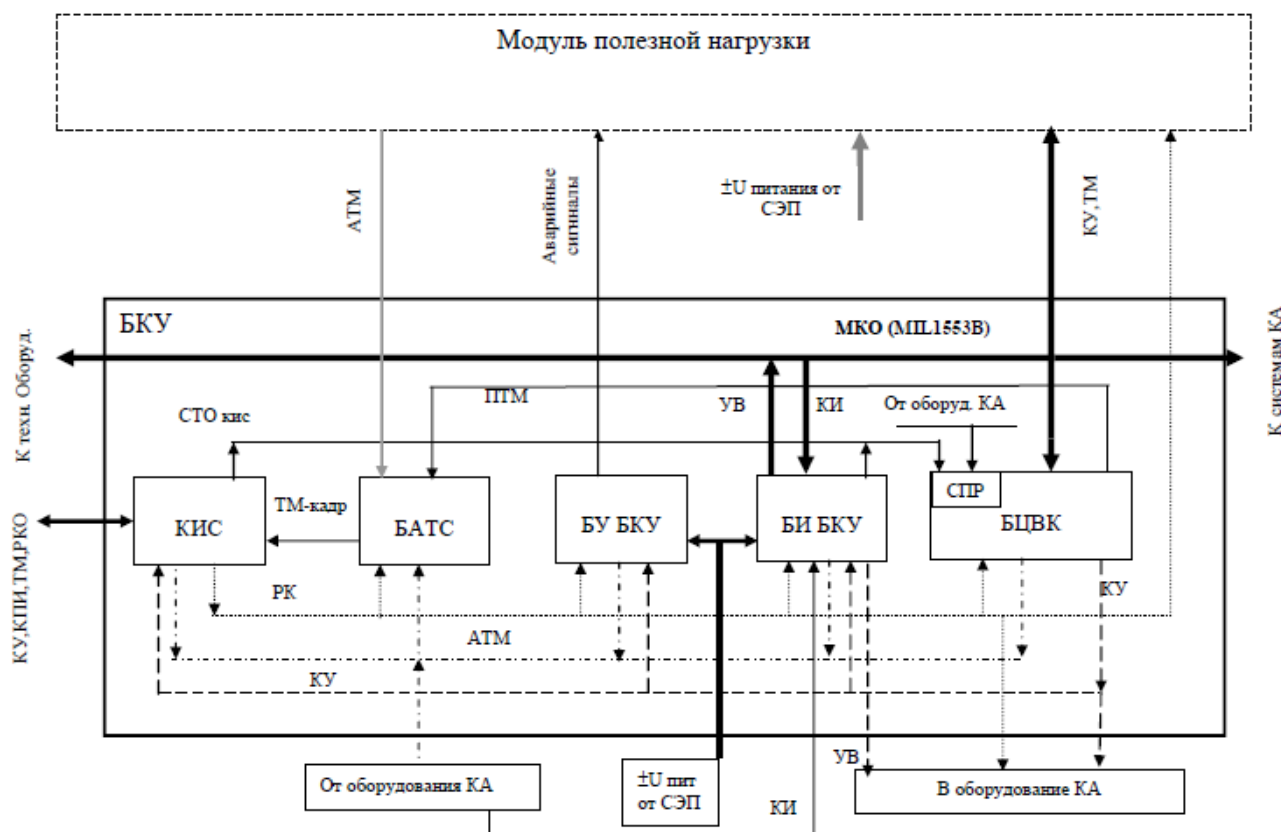 Модуль полезной нагрузки
АТМ
Аварийные
сигналы
±U питания от
СЭП
КУ,ТМ
БКУ
МКО (MIL1553B)
К техн. Оборуд.
К системам КА
ПТМ
УВ
КИ
От оборуд. КА
СТО кис
КИС
ТМ-кадр
БАТС
БУ БКУ
БИ БКУ
СПР
БЦВК
КУ,КПИ,ТМ,РКО
РК
КУ
АТМ
КУ
УВ
От оборудования КА
±U пит
от СЭП
КИ
В оборудование КА